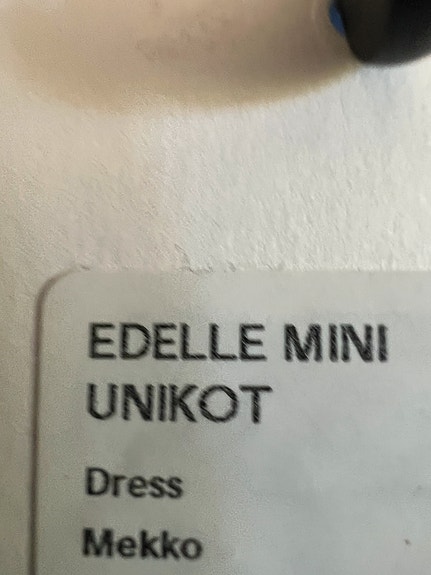 EDELLE MINI
UNIKOT
Dress
Mekko